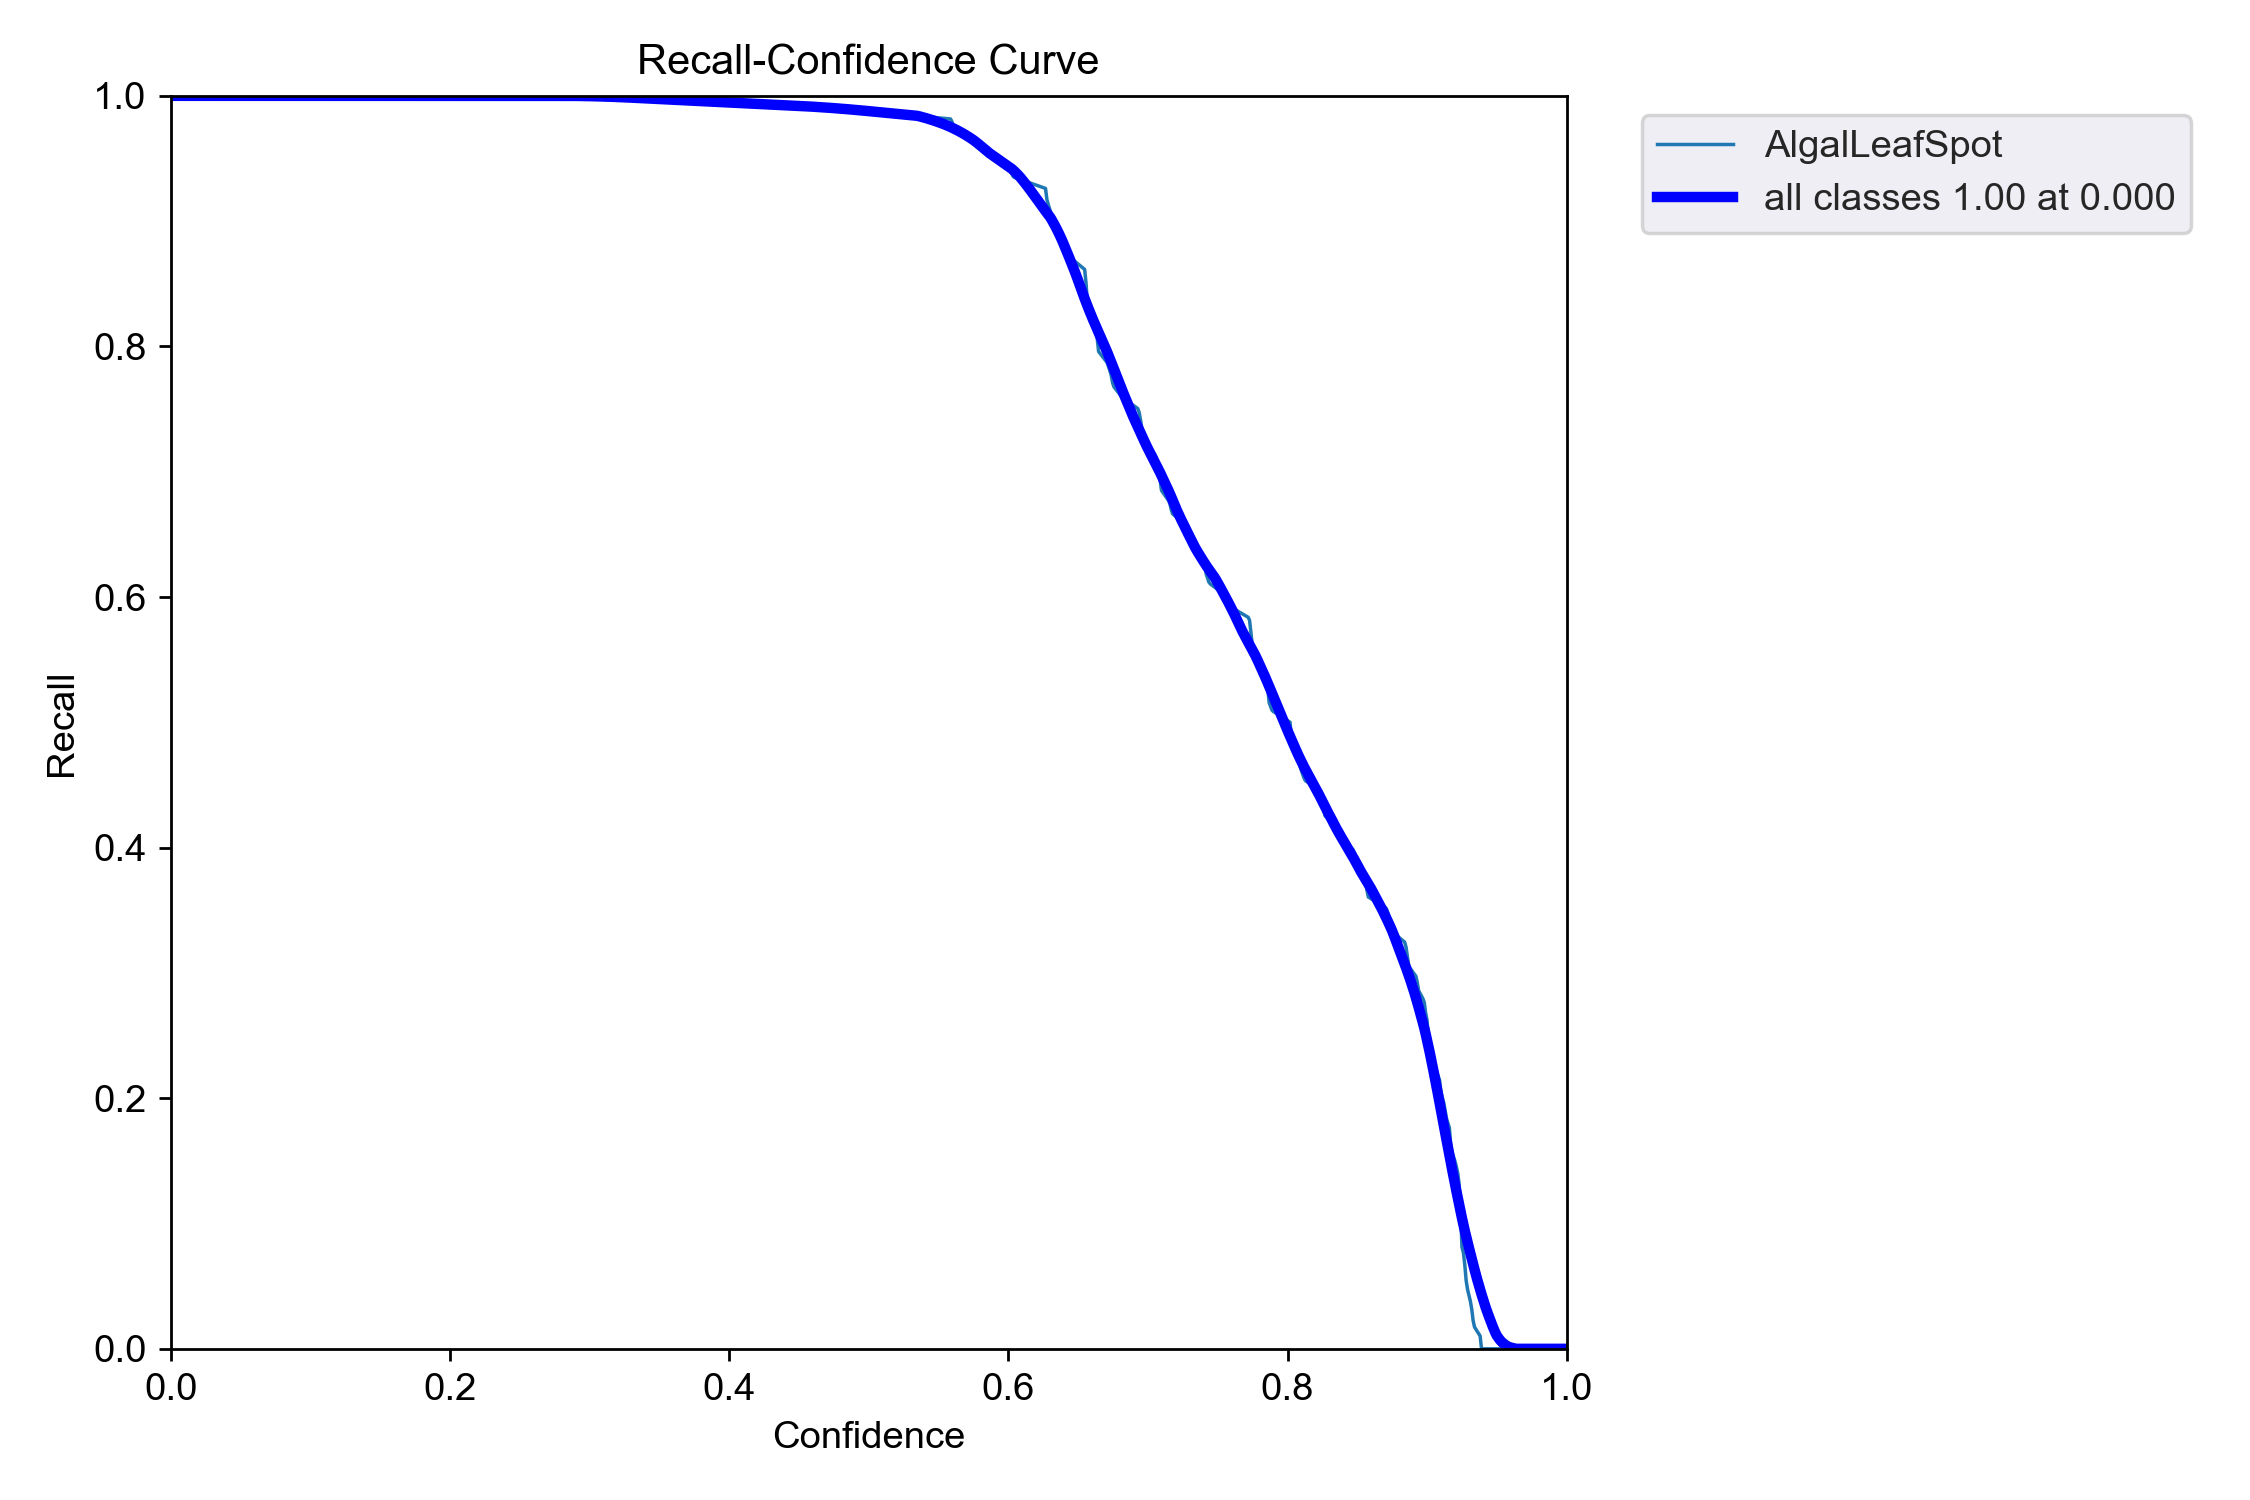 Recall-Confidence Curve
1.0
0.8
0.6
0.4
0.2
0.0
Recall
0.0 0.2 0.4 0.6 0.8 1.0
Confidence
AlgalLeafSpot
all classes 1.00 at 0.000